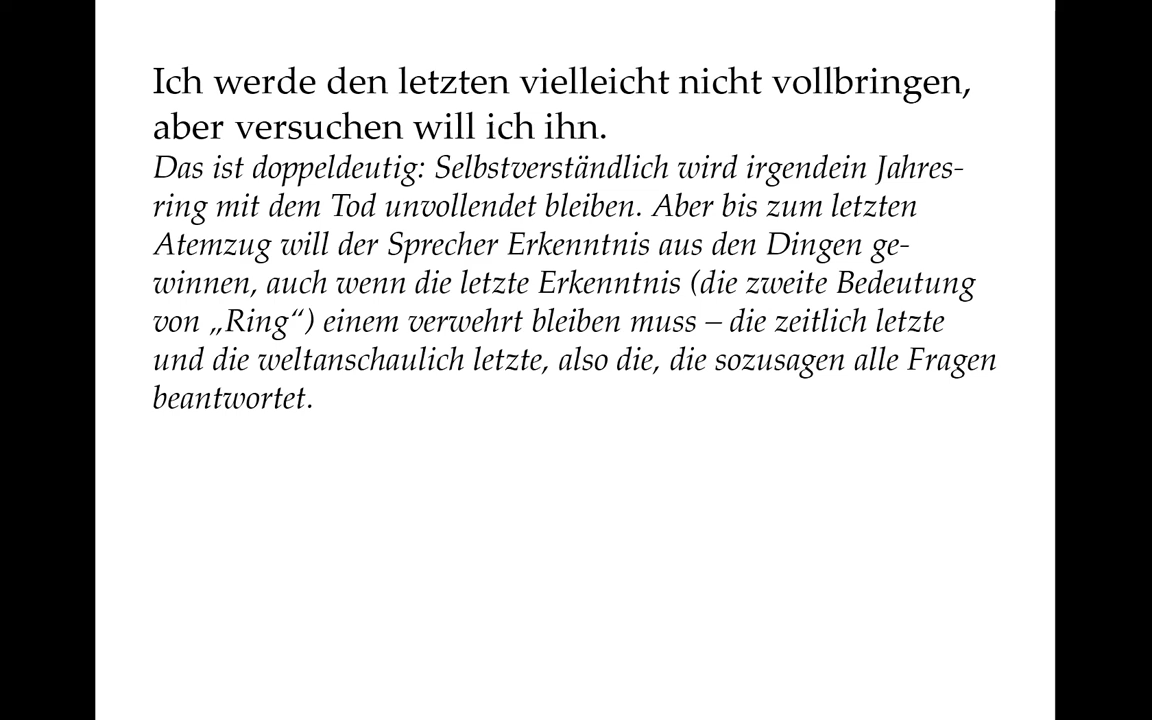 Ich werde den letzten vielleicht nicht vollbringen,
aber versuchen will ich ihn.
Das ist doppeldeutig: Selbstverständlich wird irgendein Jahres-
ring mit dem Tod unvollendet bleiben. Aber bis zum letzten
Atemzug will der Sprecher Erkenntnis aus den Dingen ge-
winnen, auch wenn die letzte Erkenntnis (die zweite Bedeutung
von „Ring“) einem verwehrt bleiben muss – die zeitlich letzte
und die weltanschaulich letzte, also die, die sozusagen alle Fragen
beantwortet.